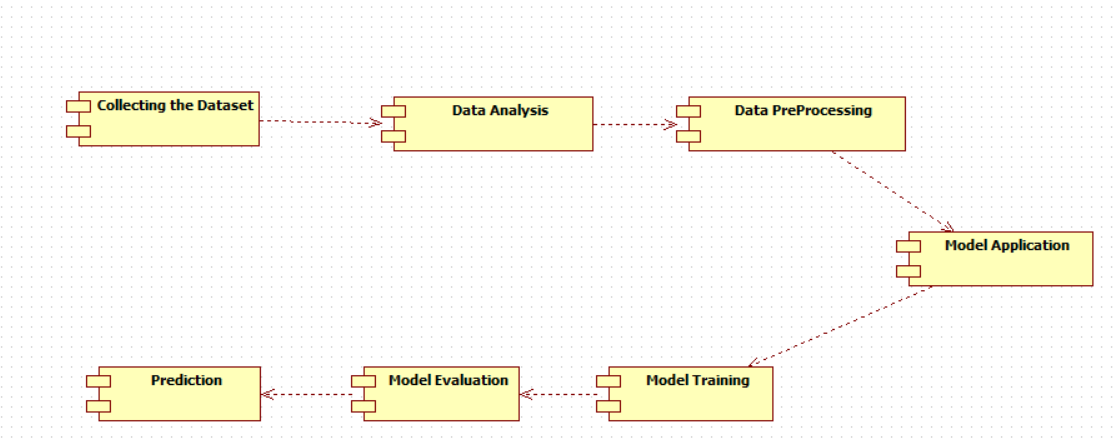 Collecting the Dataset
Data Analysis
Data PreProcessing
Model Application
Model Training
Model Evaluation
Prediction